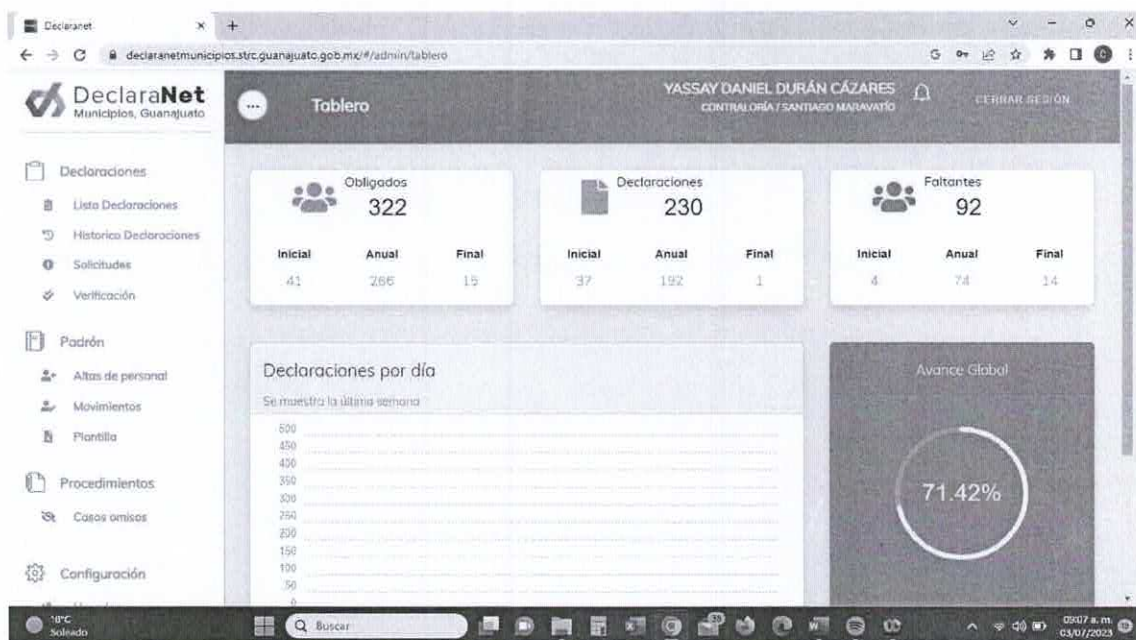 Declaranet
declaranetmunicipios.strc.guanajuato.gob.mx/#/admin/tablero
DeclaraNet
Municipios, Guanajuato
Tablero
YASSAY DANIEL DURÁN CÁZARES
CONTRALORÍA / SANTIAGO MARAVATÍO
CERRAR SESIÓN
Declaraciones
Lista Declaraciones
Historico Declaraciones
Solicitudes
Verificación
Padrón
Altas de personal
Movimientos
Plantilla
Procedimientos
Casos omisos
Configuración
Obligados
322
Inicial Anual Final
41 266 15
Declaraciones
230
Inicial Anual Final
37 192 1
Faltantes
92
Inicial Anual Final
4 74 14
Declaraciones por día
Se muestra la última semana
500
450
400
350
300
250
200
150
100
50
0
Avance Global
71.42%
18°C
Soleado
Buscar
09:07 a. m.
03/07/2023